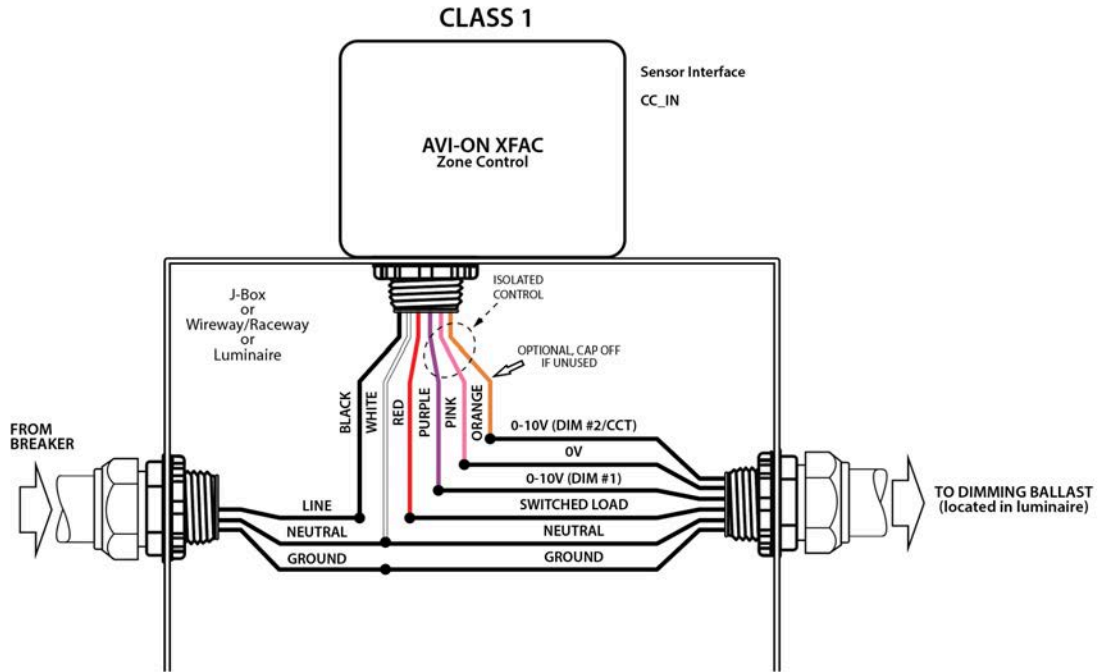 CLASS 1
Sensor Interface
CC_IN
AVI-ON XFAC
Zone Control
ISOLATED
CONTROL
J-Box
or
Wireway/Raceway
or
Luminaire
OPTIONAL, CAP OFF
IF UNUSED
BLACK
WHITE
RED
PURPLE
PINK
ORANGE
FROM
BREAKER
0-10V (DIM #2/CCT)
0V
0-10V (DIM #1)
LINE
SWITCHED LOAD
NEUTRAL
NEUTRAL
GROUND
GROUND
TO DIMMING BALLAST
(located in luminaire)